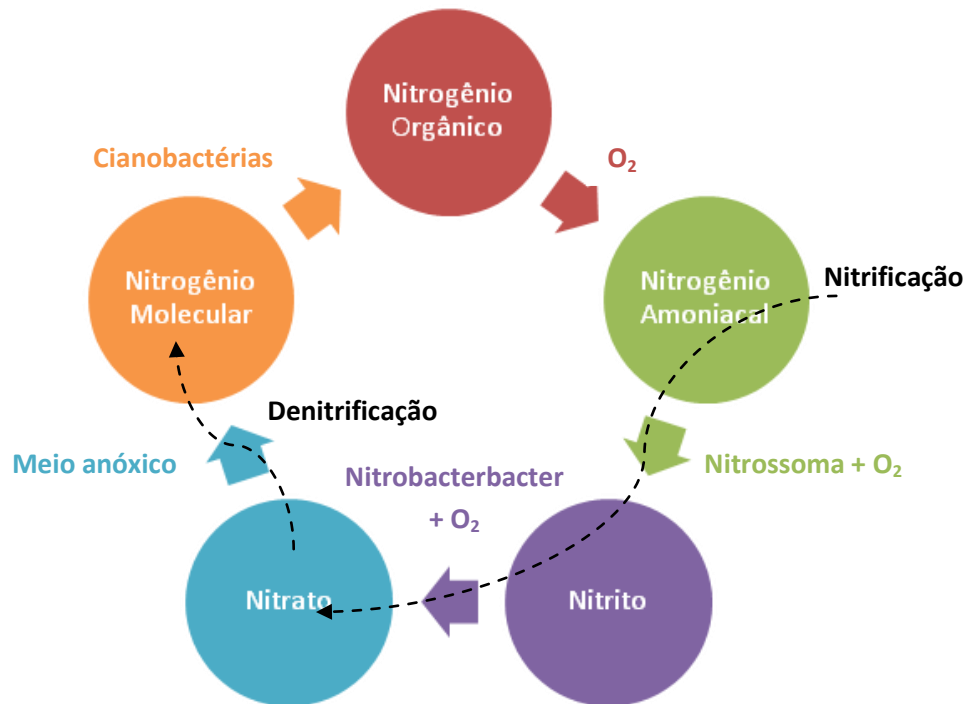 Nitrogênio
Orgânico
Cianobactérias
O₂
Nitrogênio
Molecular
Nitrogênio
Amoniacal
Nitrificação
Denitrificação
Meio anóxico
Nitrobacterbacter
+ O₂
Nitrossoma + O₂
Nitrato
Nitrito